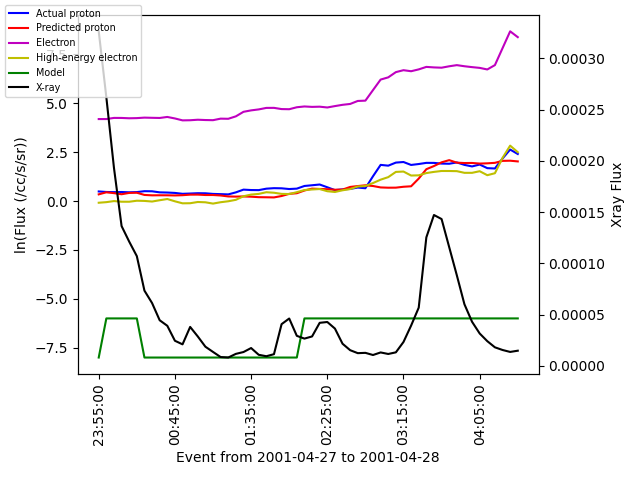 Actual proton
Predicted proton
Electron
High-energy electron
Model
X-ray
7.5
5.0
2.5
0.0
−2.5
−5.0
−7.5
ln(Flux (/cc/s/sr))
0.00030
0.00025
0.00020
0.00015
0.00010
0.00005
0.00000
Xray Flux
23:55:00
00:45:00
01:35:00
02:25:00
03:15:00
04:05:00
Event from 2001-04-27 to 2001-04-28